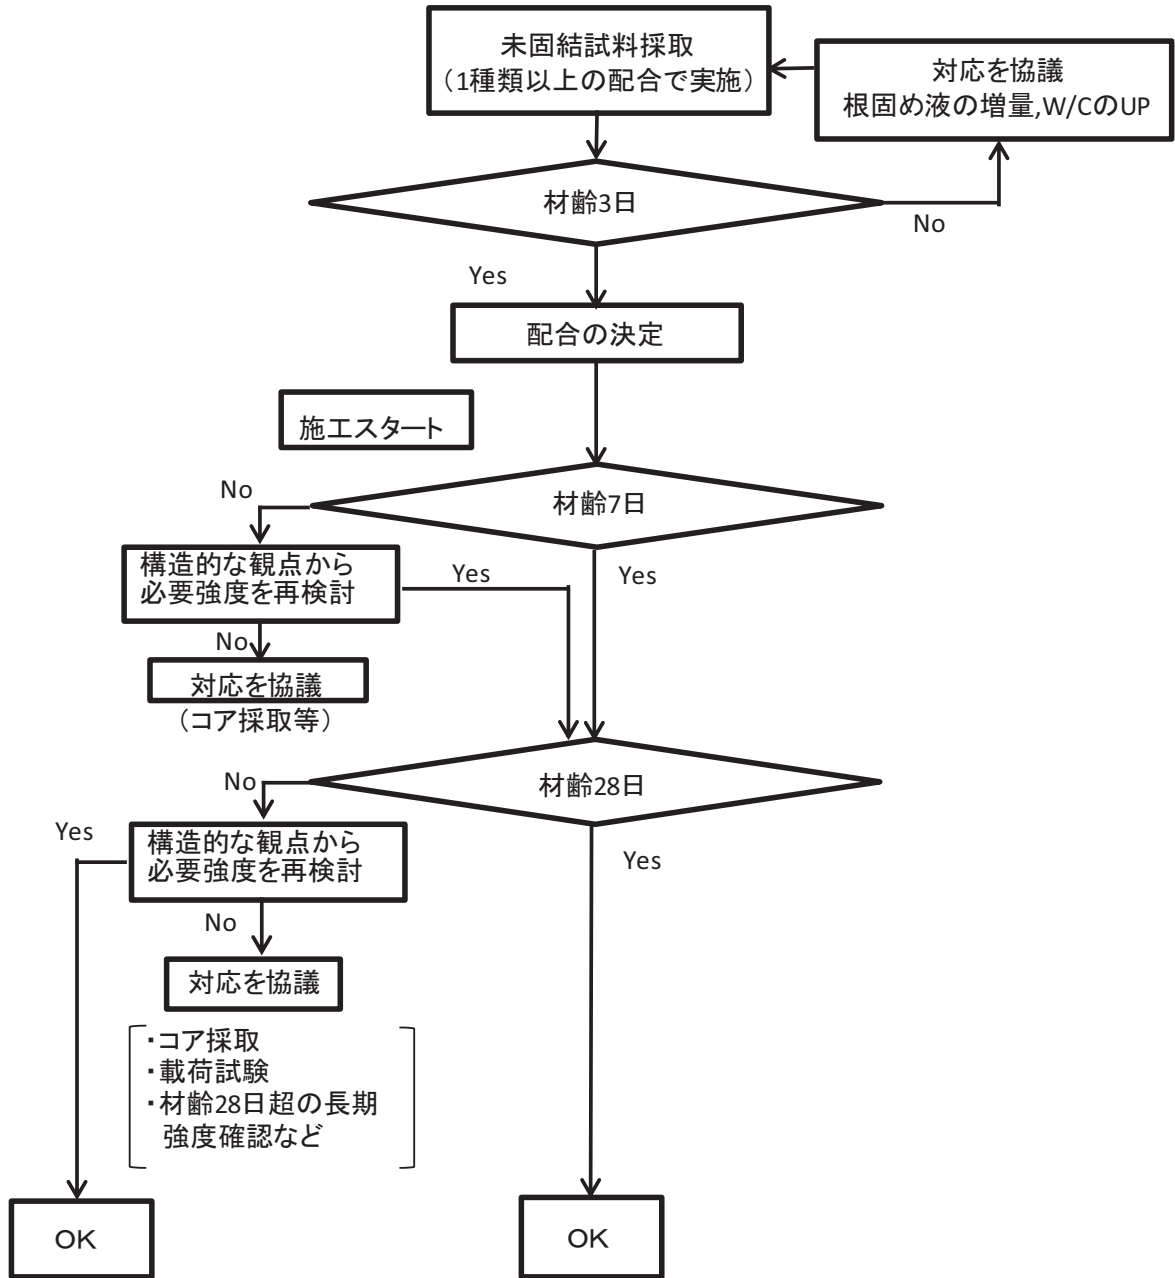 未固結試料採取
（1種類以上の配合で実施）
対応を協議
根固め液の増量,W/CのUP
材齢3日
No
Yes
配合の決定
施工スタート
材齢7日
No
構造的な観点から
必要強度を再検討
Yes
Yes
No
対応を協議
（コア採取等）
材齢28日
No
Yes
構造的な観点から
必要強度を再検討
Yes
No
対応を協議
・コア採取
・載荷試験
・材齢28日超の長期
強度確認など
OK
OK